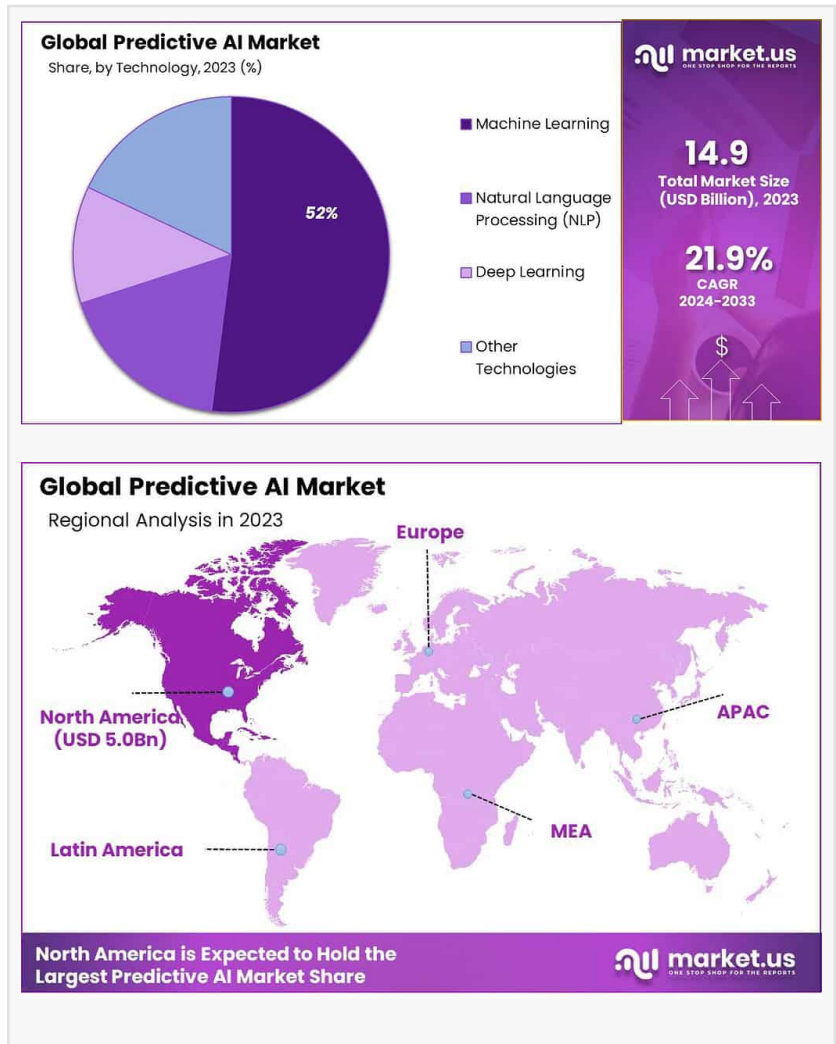 Global Predictive AI Market
Share, by Technology, 2023 (%)
52%
Machine Learning
Natural Language
Processing (NLP)
Deep Learning
Other
Technologies
market.us
ONE STOP SHOP FOR THE REPORTS
14.9
Total Market Size
(USD Billion), 2023
21.9%
CAGR
2024-2033
$
Global Predictive AI Market
Regional Analysis in 2023
Europe
North America
(USD 5.0Bn)
APAC
MEA
Latin America
North America is Expected to Hold the
Largest Predictive AI Market Share
market.us
ONE STOP SHOP FOR THE REPORTS